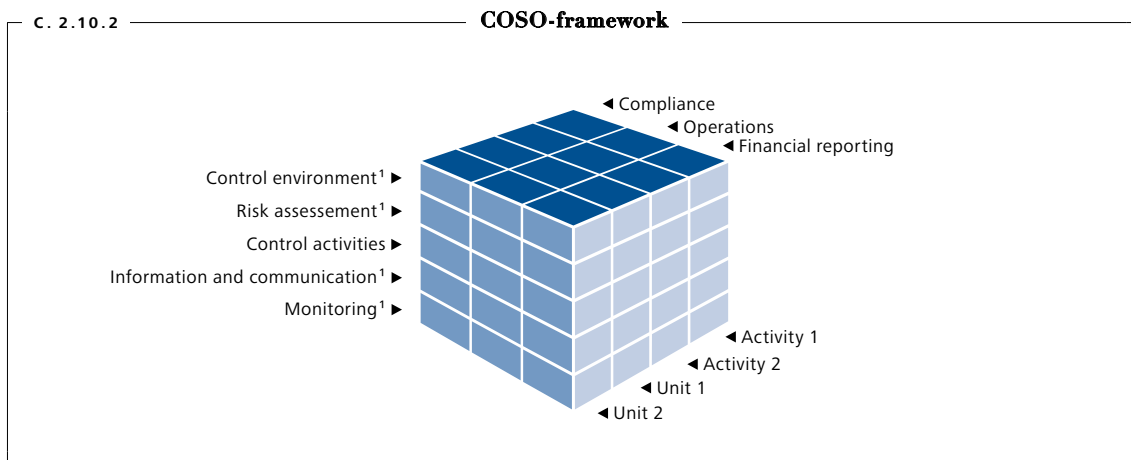 C. 2.10.2
COSO-framework
◄ Compliance
◄ Operations
◄ Financial reporting
Control environment¹ ►
Risk assessement¹ ►
Control activities ►
Information and communication¹ ►
Monitoring¹ ►
◄ Activity 1
◄ Activity 2
◄ Unit 1
◄ Unit 2